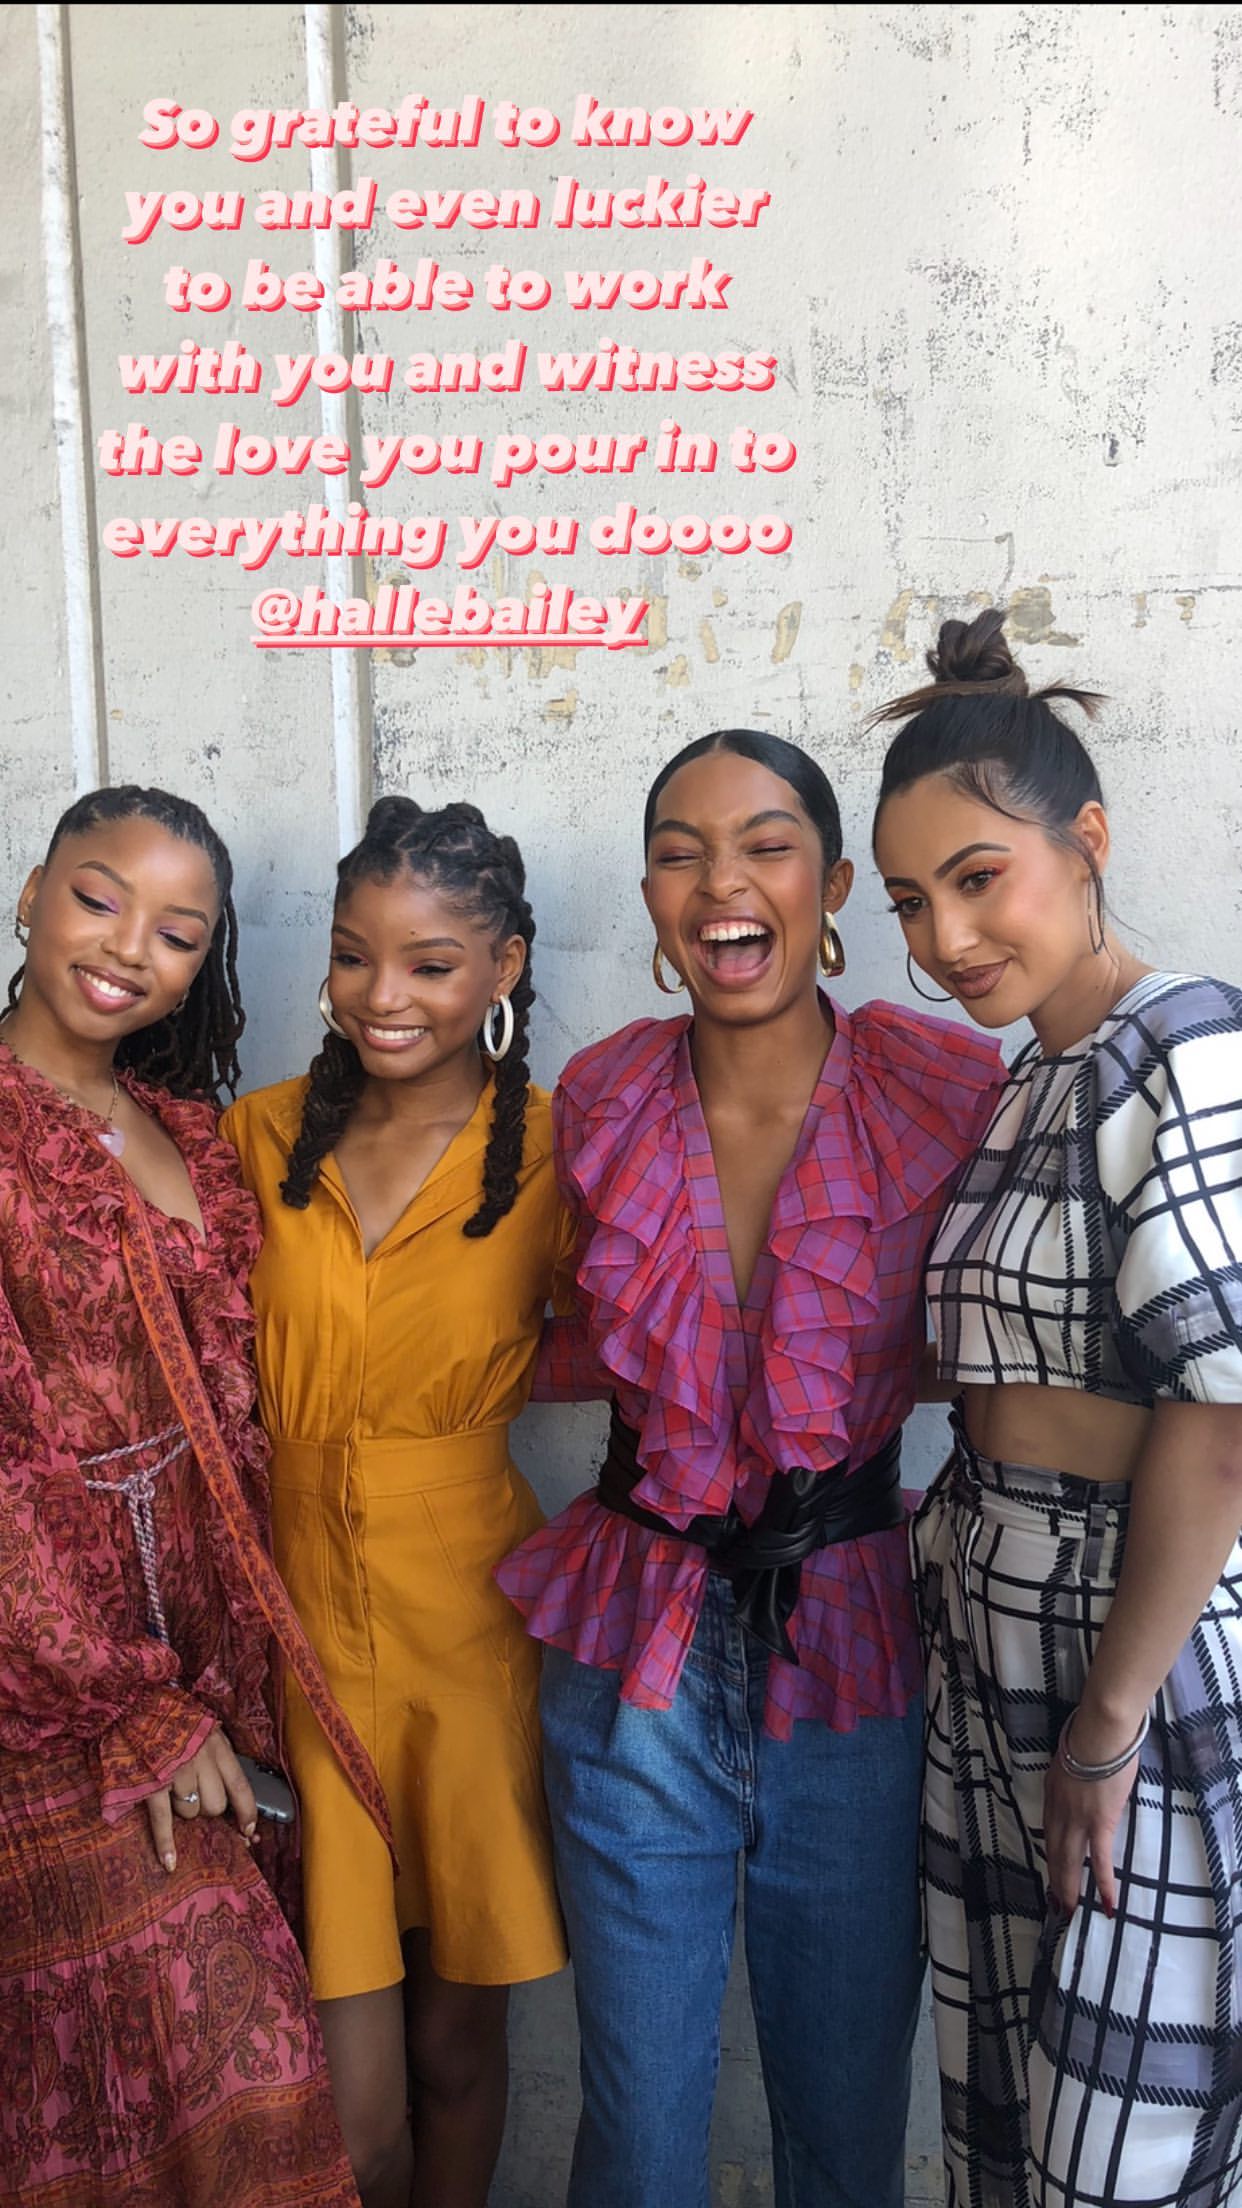 So grateful to know
you and even luckier
to be able to work
with you and witness
the love you pour in to
everything you doooo
@hallebailey